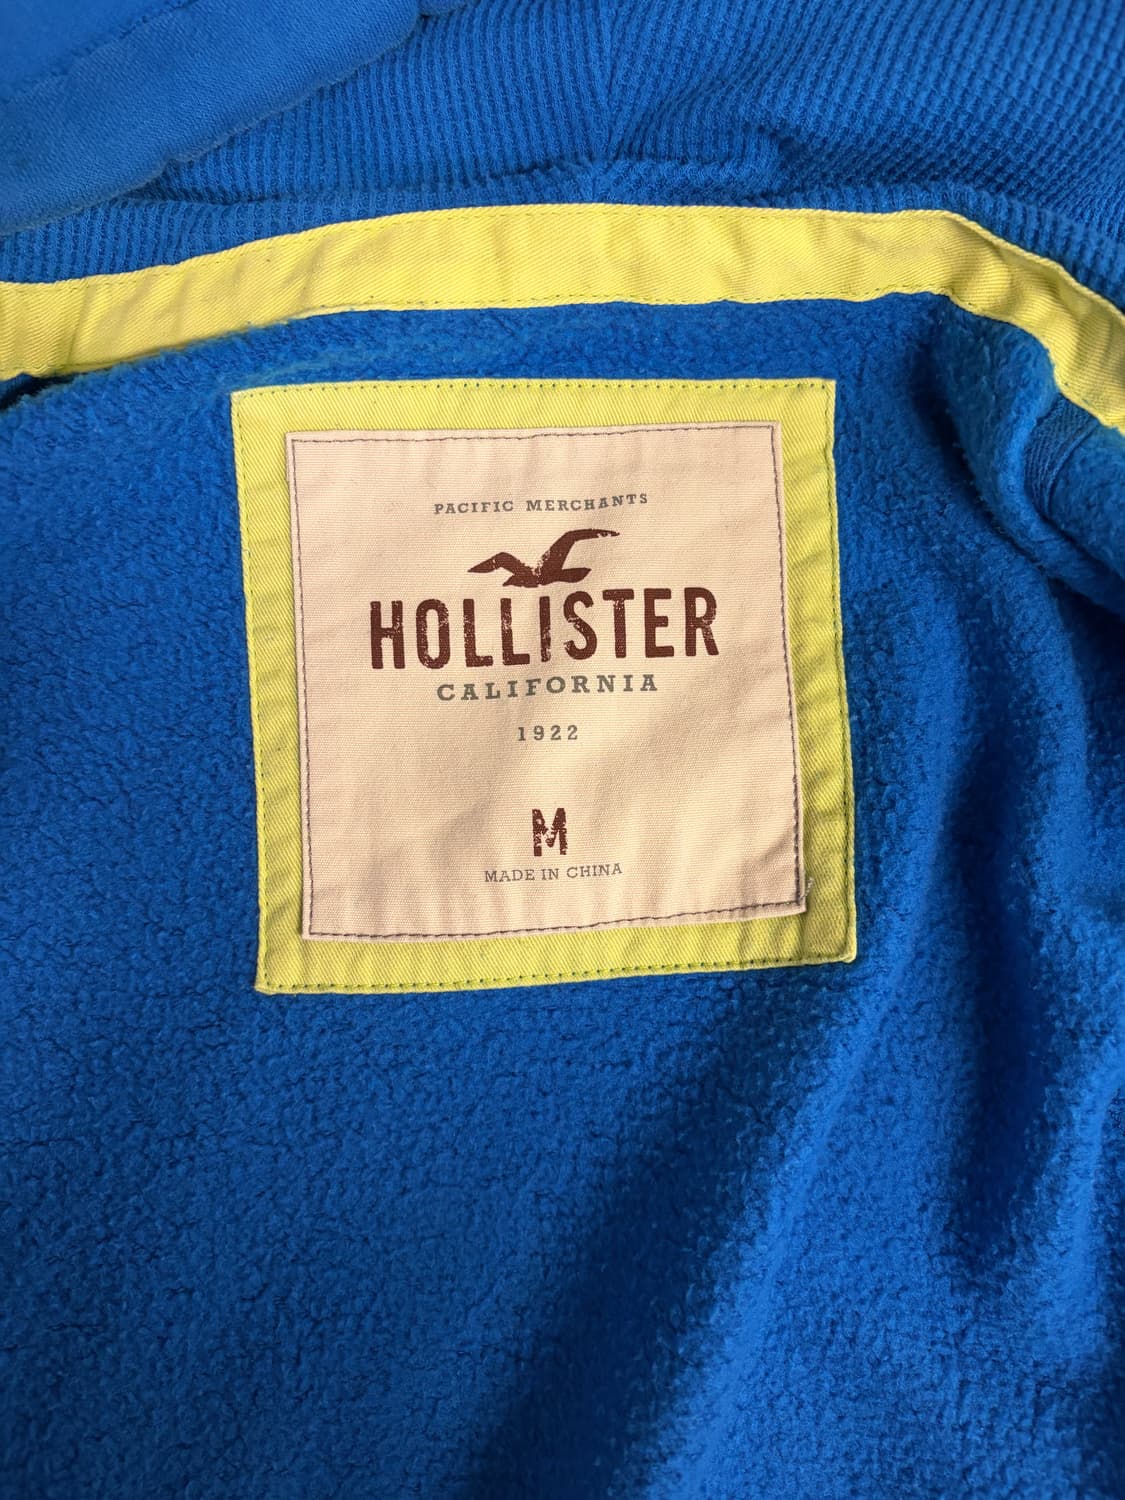 PACIFIC MERCHANTS
HOLLISTER
CALIFORNIA
1922
M
MADE IN CHINA